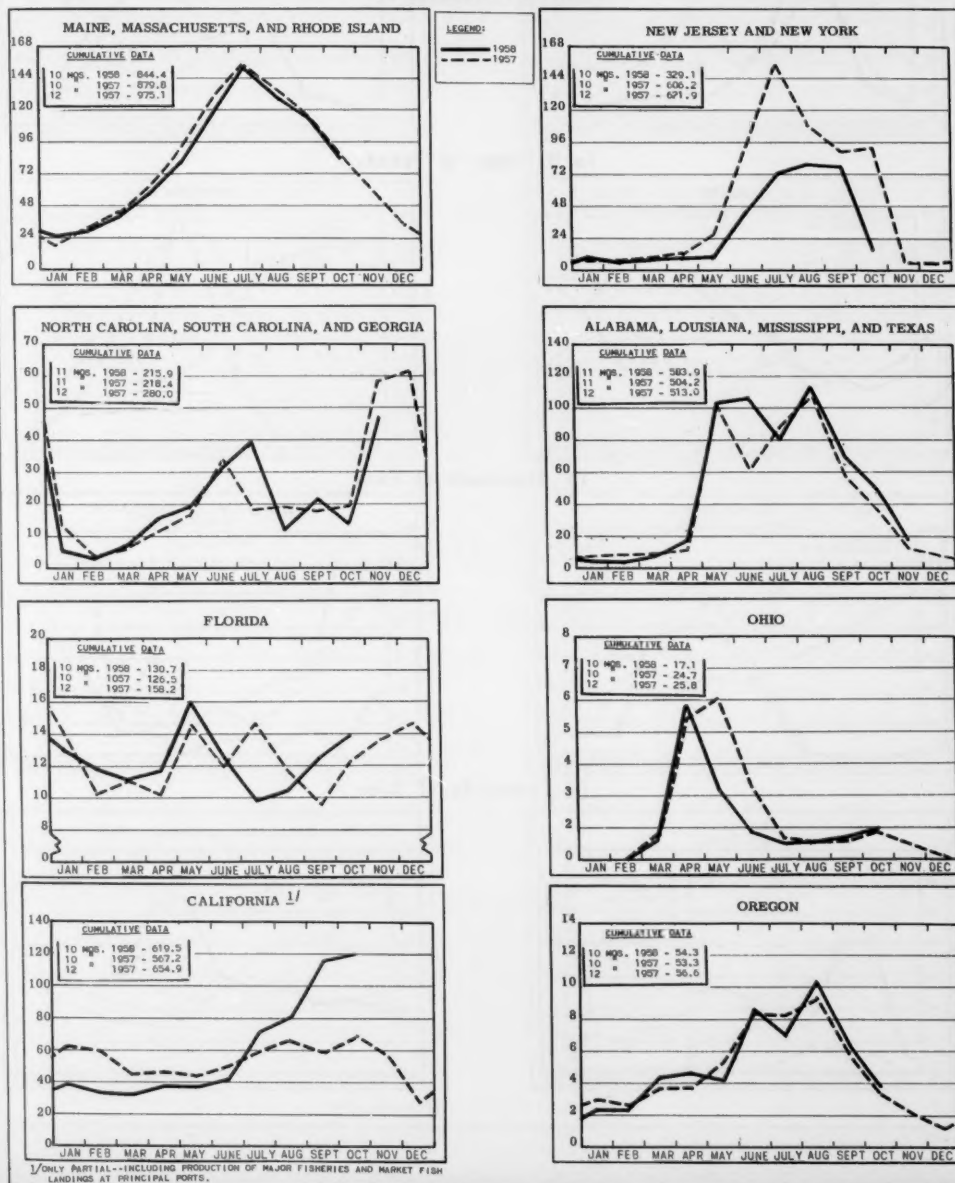 MAINE, MASSACHUSETTS, AND RHODE ISLAND
CUMULATIVE DATA
10 MOS. 1958 - 844.4
10 " 1957 - 879.8
12 " 1957 - 975.1
168
144
120
96
72
48
24
0
JAN FEB MAR APR MAY JUNE JULY AUG SEPT OCT NOV DEC
LEGEND:
1958
1957
NEW JERSEY AND NEW YORK
CUMULATIVE DATA
10 MOS. 1958 - 329.1
10 " 1957 - 606.2
12 " 1957 - 621.9
168
144
120
96
72
48
24
0
JAN FEB MAR APR MAY JUNE JULY AUG SEPT OCT NOV DEC
NORTH CAROLINA, SOUTH CAROLINA, AND GEORGIA
CUMULATIVE DATA
11 MOS. 1958 - 215.9
11 " 1957 - 218.4
12 " 1957 - 280.0
70
60
50
40
30
20
10
0
JAN FEB MAR APR MAY JUNE JULY AUG SEPT OCT NOV DEC
ALABAMA, LOUISIANA, MISSISSIPPI, AND TEXAS
CUMULATIVE DATA
11 MOS. 1958 - 583.9
11 " 1957 - 504.2
12 " 1957 - 513.0
140
120
100
80
60
40
20
0
JAN FEB MAR APR MAY JUNE JULY AUG SEPT OCT NOV DEC
FLORIDA
CUMULATIVE DATA
10 MOS. 1958 - 130.7
10 " 1057 - 126.5
12 " 1957 - 158.2
20
18
16
14
12
10
8
0
JAN FEB MAR APR MAY JUNE JULY AUG SEPT OCT NOV DEC
OHIO
CUMULATIVE DATA
10 MOS. 1958 - 17.1
10 " 1957 - 24.7
12 " 1957 - 25.8
8
7
6
5
4
3
2
1
0
JAN FEB MAR APR MAY JUNE JULY AUG SEPT OCT NOV DEC
CALIFORNIA 1/
CUMULATIVE DATA
10 MOS. 1958 - 619.5
10 " 1957 - 567.2
12 " 1957 - 654.9
140
120
100
80
60
40
20
0
JAN FEB MAR APR MAY JUNE JULY AUG SEPT OCT NOV DEC
1/ONLY PARTIAL--INCLUDING PRODUCTION OF MAJOR FISHERIES AND MARKET FISH
LANDINGS AT PRINCIPAL PORTS.
OREGON
CUMULATIVE DATA
10 MOS. 1958 - 54.3
10 " 1957 - 53.3
12 " 1957 - 56.6
14
12
10
8
6
4
2
0
JAN FEB MAR APR MAY JUNE JULY AUG SEPT OCT NOV DEC